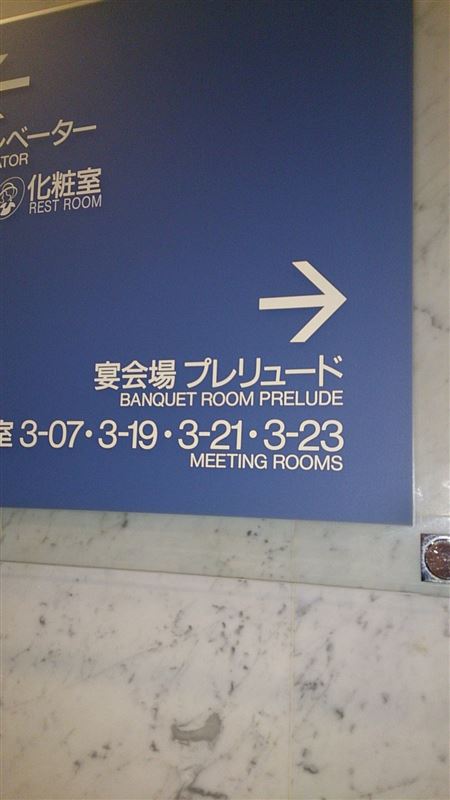 ベーター
ATOR
化粧室
REST ROOM
宴会場 プレリュード
BANQUET ROOM PRELUDE
室 3-07・3-19・3-21・3-23
MEETING ROOMS